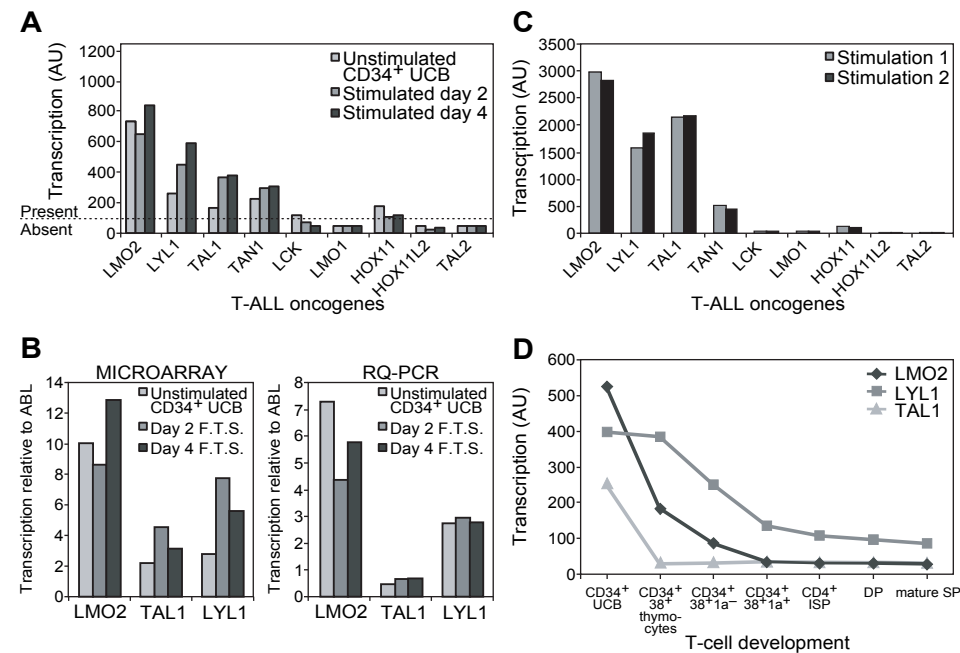 A
1200
1000
800
600
400
200
0
Transcription (AU)
Present
Absent
Unstimulated
CD34+ UCB
Stimulated day 2
Stimulated day 4
LMO2
LYL1
TAL1
TAN1
LCK
LMO1
HOX11
HOX11L2
TAL2
T-ALL oncogenes
C
3500
3000
2500
2000
1500
1000
500
0
Transcription (AU)
Stimulation 1
Stimulation 2
LMO2
LYL1
TAL1
TAN1
LCK
LMO1
HOX11
HOX11L2
TAL2
T-ALL oncogenes
B
MICROARRAY
14
12
10
8
6
4
2
0
Transcription relative to ABL
Unstimulated
CD34+ UCB
Day 2 F.T.S.
Day 4 F.T.S.
LMO2
TAL1
LYL1
RQ-PCR
8
7
6
5
4
3
2
1
0
Transcription relative to ABL
Unstimulated
CD34+ UCB
Day 2 F.T.S.
Day 4 F.T.S.
LMO2
TAL1
LYL1
D
600
500
400
300
200
100
0
Transcription (AU)
LMO2
LYL1
TAL1
CD34+
UCB
CD34+
38+
thymo-
cytes
CD34+
38+1a–
CD34+
38+1a+
CD4+
ISP
DP
mature SP
T-cell development